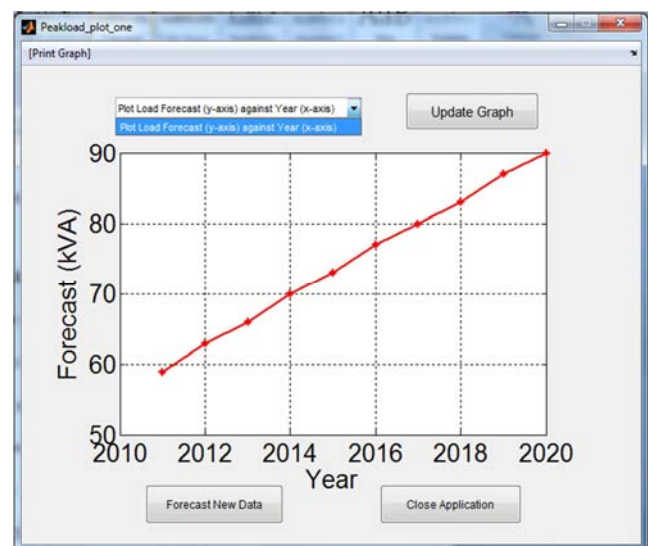 Peakload_plot_one
[Print Graph]
Plot Load Forecast (y-axis) against Year (x-axis)
Update Graph
Plot Load Forecast (y-axis) against Year (x-axis)
90
80
70
60
50
Forecast (kVA)
2010 2012 2014 2016 2018 2020
Year
Forecast New Data
Close Application